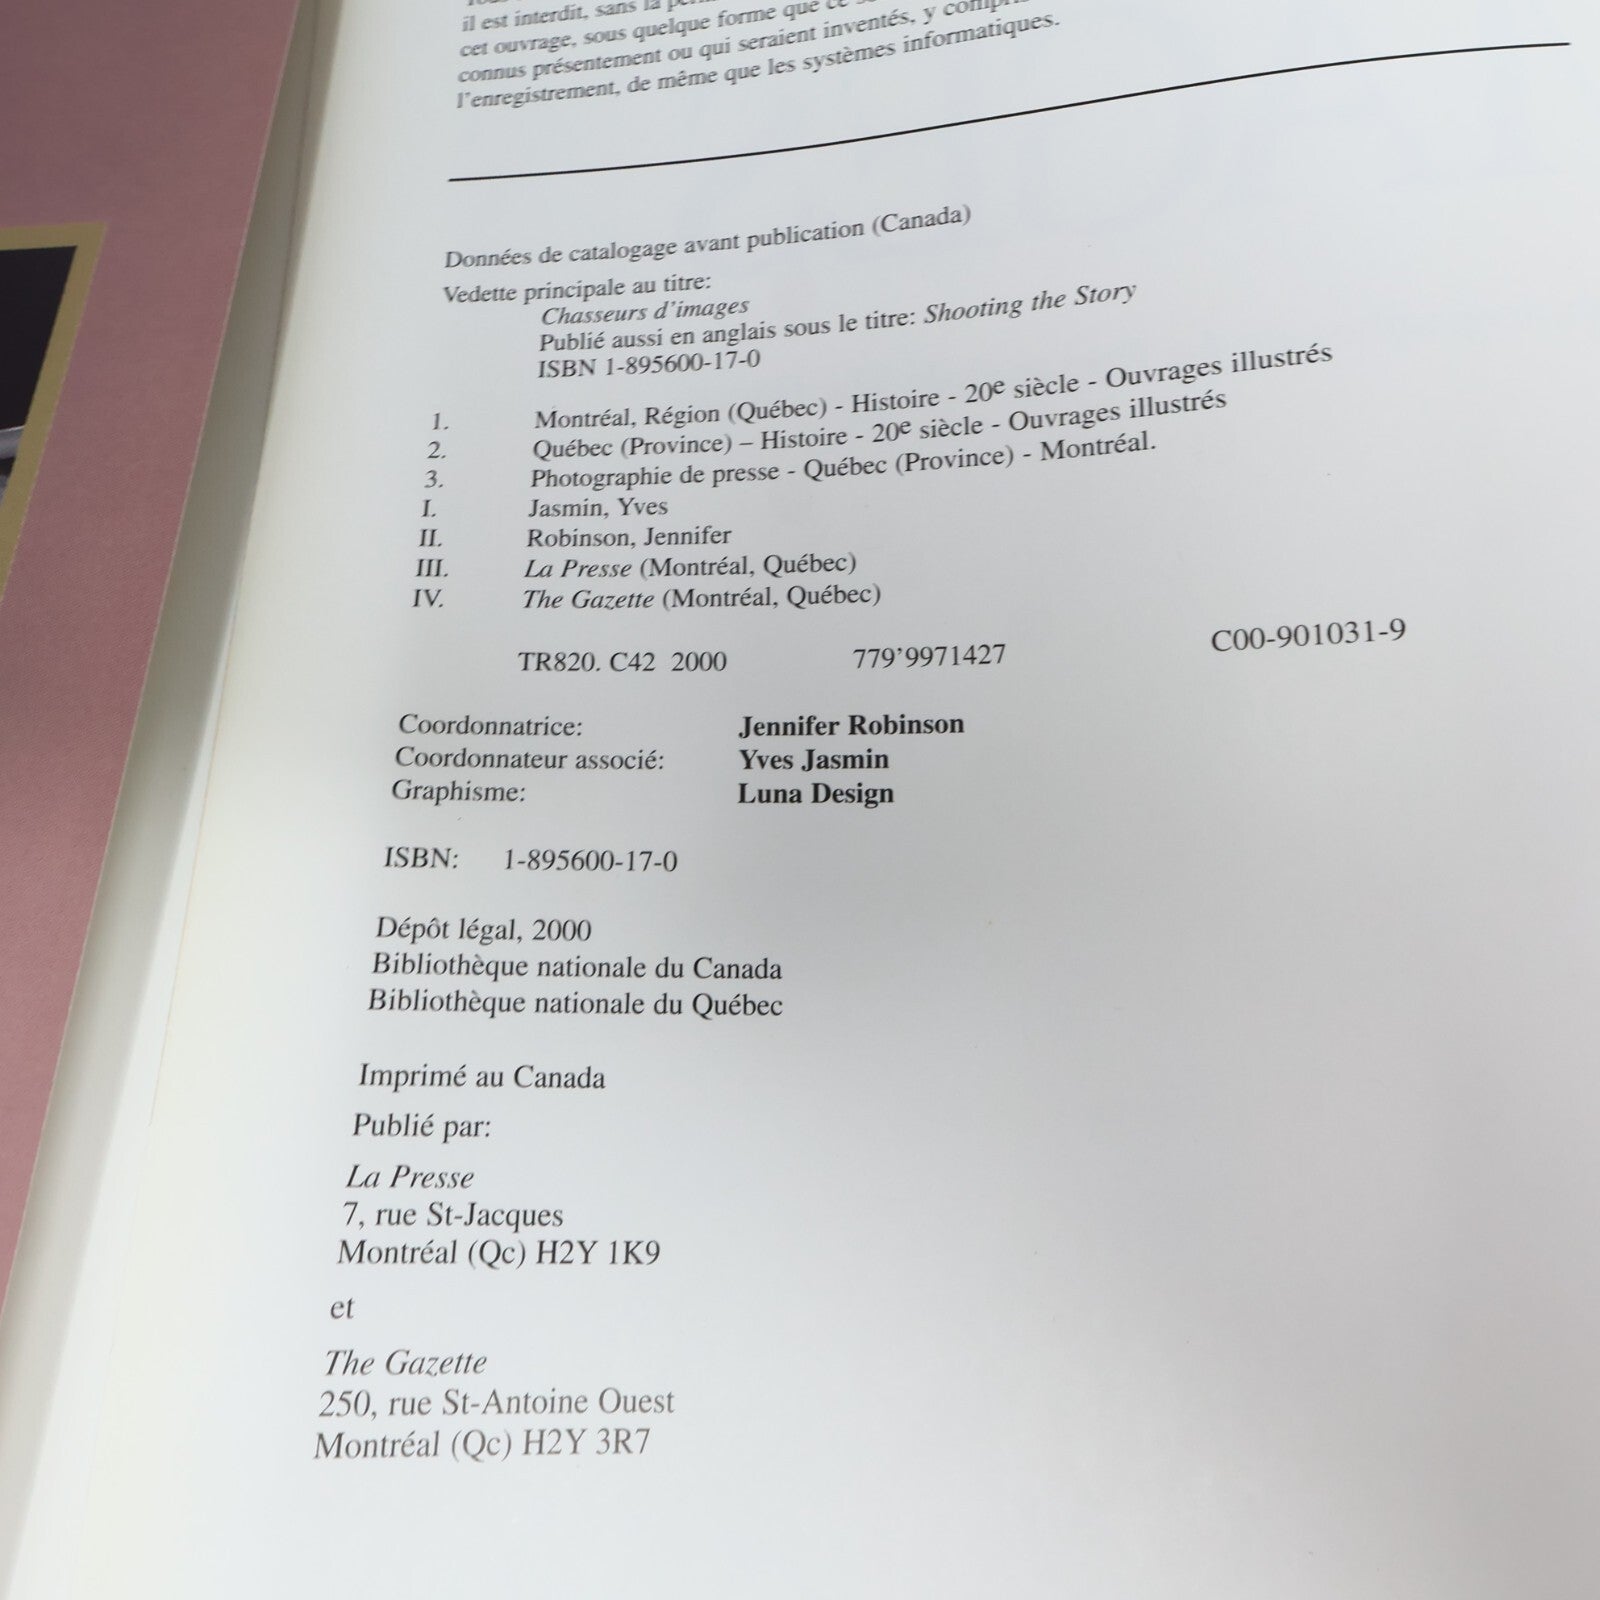 il est interdit, sans la
cet ouvrage, sous quelque forme que ce
connus présentement ou qui seraient inventés, y compris
l'enregistrement, de même que les systèmes informatiques.
Données de catalogage avant publication (Canada)
Vedette principale au titre:
Chasseurs d'images
Publié aussi en anglais sous le titre: Shooting the Story
ISBN 1-895600-17-0
1. Montréal, Région (Québec) - Histoire - 20e siècle - Ouvrages illustrés
2. Québec (Province) – Histoire - 20e siècle - Ouvrages illustrés
3. Photographie de presse - Québec (Province) - Montréal.
I. Jasmin, Yves
II. Robinson, Jennifer
III. La Presse (Montréal, Québec)
IV. The Gazette (Montréal, Québec)
TR820. C42 2000 779'9971427 C00-901031-9
Coordonnatrice: Jennifer Robinson
Coordonnateur associé: Yves Jasmin
Graphisme: Luna Design
ISBN: 1-895600-17-0
Dépôt légal, 2000
Bibliothèque nationale du Canada
Bibliothèque nationale du Québec
Imprimé au Canada
Publié par:
La Presse
7, rue St-Jacques
Montréal (Qc) H2Y 1K9
et
The Gazette
250, rue St-Antoine Ouest
Montréal (Qc) H2Y 3R7